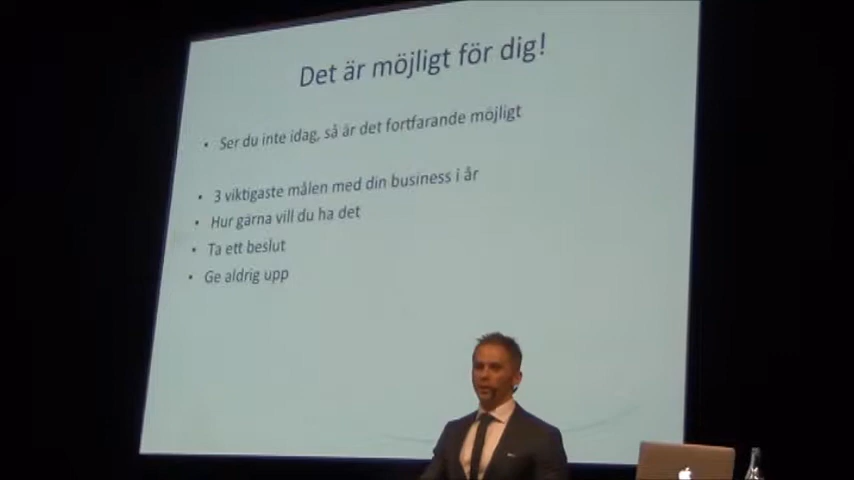 Det är möjligt för dig!
• Ser du inte idag, så är det fortfarande möjligt
• 3 viktigaste målen med din business i år
• Hur gärna vill du ha det
• Ta ett beslut
• Ge aldrig upp